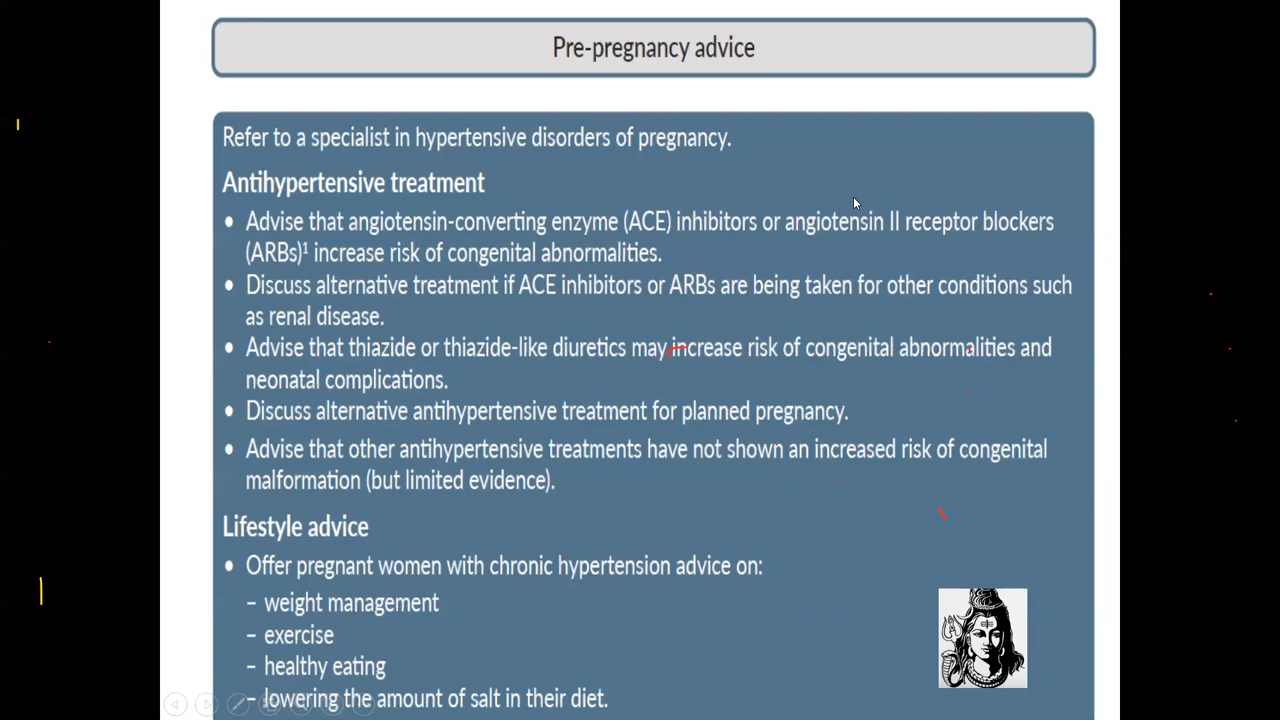 Pre-pregnancy advice
Refer to a specialist in hypertensive disorders of pregnancy.
Antihypertensive treatment
• Advise that angiotensin-converting enzyme (ACE) inhibitors or angiotensin II receptor blockers
(ARBs)¹ increase risk of congenital abnormalities.
• Discuss alternative treatment if ACE inhibitors or ARBs are being taken for other conditions such
as renal disease.
• Advise that thiazide or thiazide-like diuretics may increase risk of congenital abnormalities and
neonatal complications.
• Discuss alternative antihypertensive treatment for planned pregnancy.
• Advise that other antihypertensive treatments have not shown an increased risk of congenital
malformation (but limited evidence).
Lifestyle advice
• Offer pregnant women with chronic hypertension advice on:
– weight management
– exercise
– healthy eating
– lowering the amount of salt in their diet.